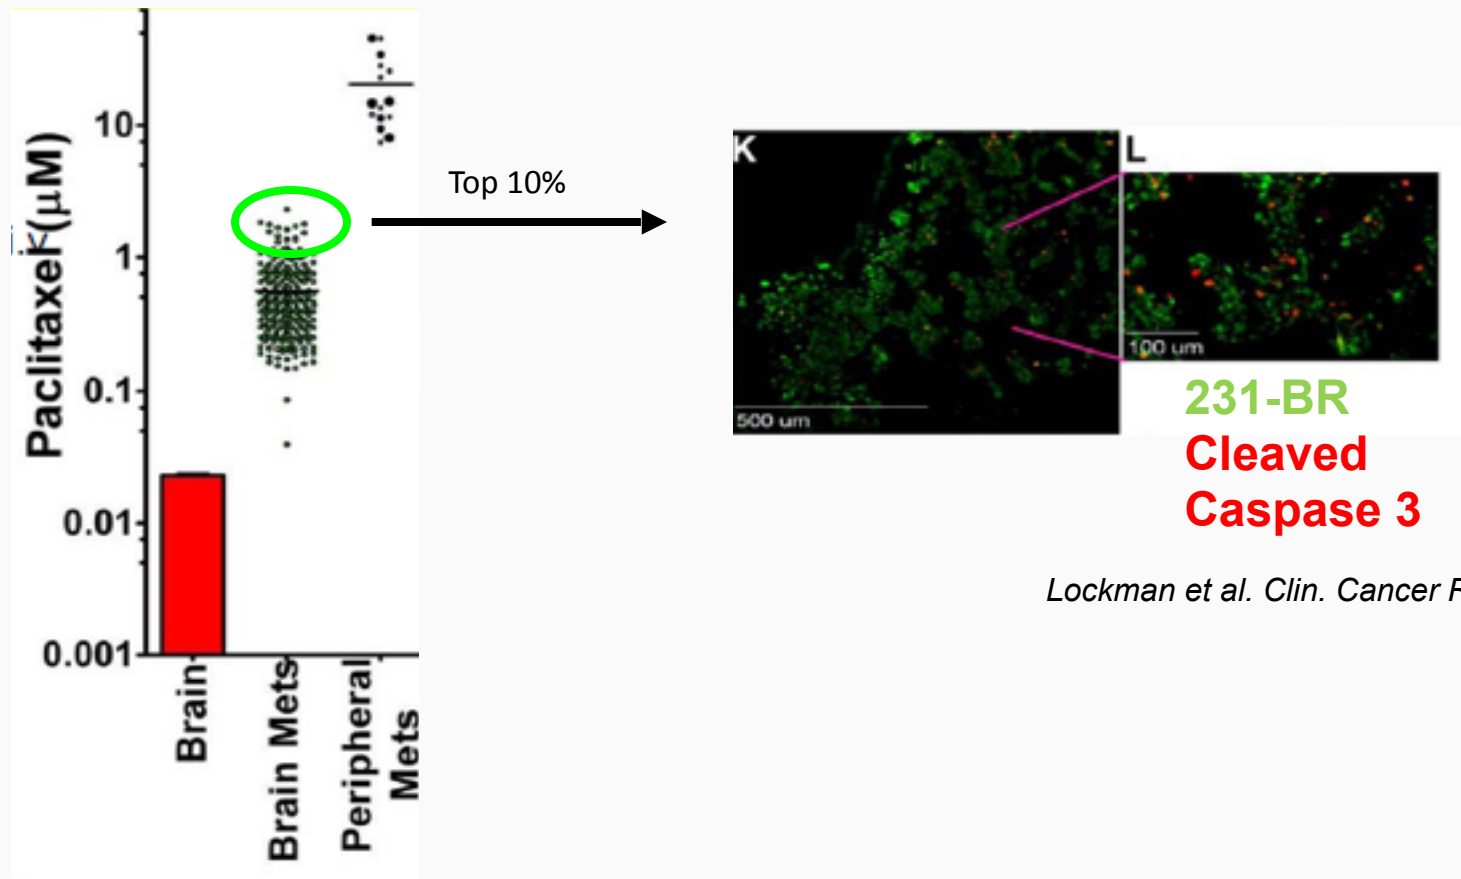 Paclitaxel (μM)
10
1
0.1
0.01
0.001
Brain
Brain Mets
Peripheral
Mets
Top 10%
K
L
500 um
100 um
231-BR
Cleaved
Caspase 3
Lockman et al. Clin. Cancer R